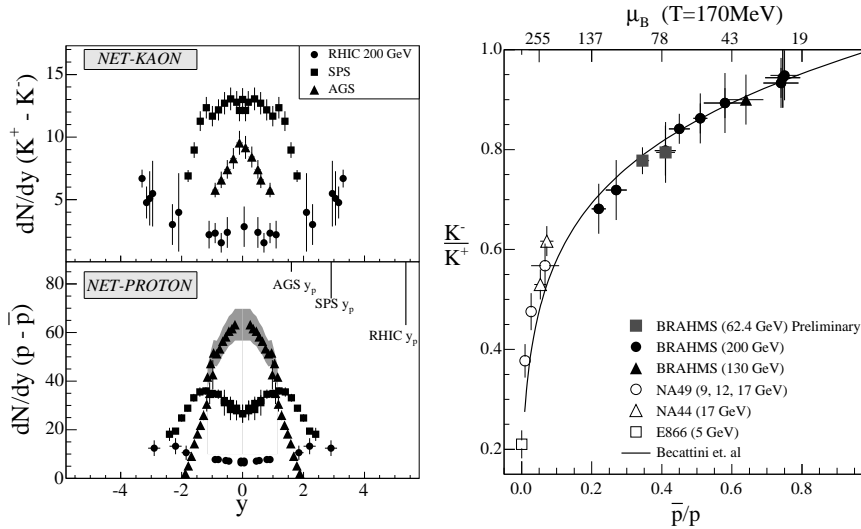 NET-KAON
RHIC 200 GeV
SPS
AGS
dN/dy (K+ - K-)
15
10
5
NET-PROTON
AGS yp
SPS yp
RHIC yp
dN/dy (p - p̅)
80
60
40
20
0
-4 -2 0 2 4
y
μB (T=170MeV)
255 137 78 43 19
1.0
0.8
0.6
0.4
0.2
K-
K+
BRAHMS (62.4 GeV) Preliminary
BRAHMS (200 GeV)
BRAHMS (130 GeV)
NA49 (9, 12, 17 GeV)
NA44 (17 GeV)
E866 (5 GeV)
Becattini et. al
0.0 0.2 0.4 0.6 0.8
p̅/p